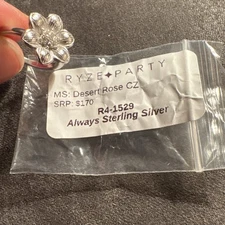 RYZE✦PARTY
MS: Desert Rose CZ
SRP: $170
R4-1529
Always Sterling Silver